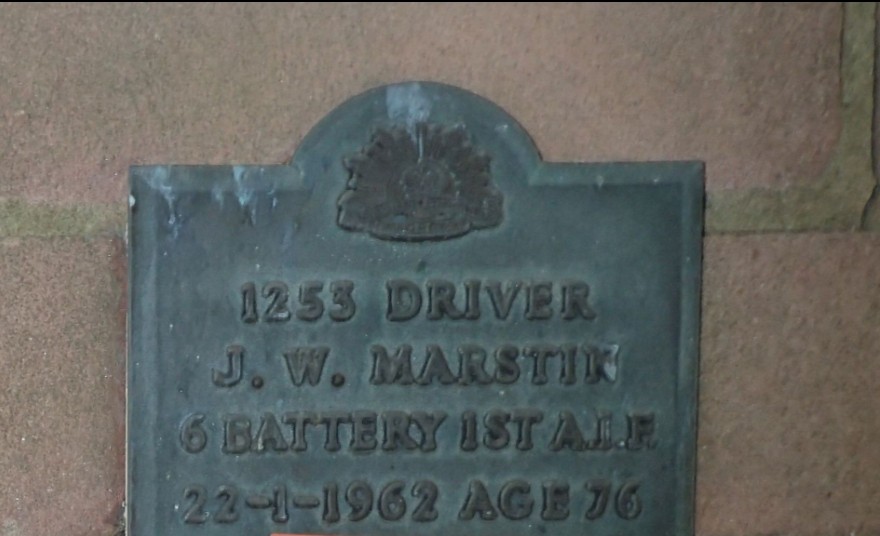 1253 DRIVER
J. W. MARSTIN
6 BATTERY 1ST A.I.F.
22-1-1962 AGE 76